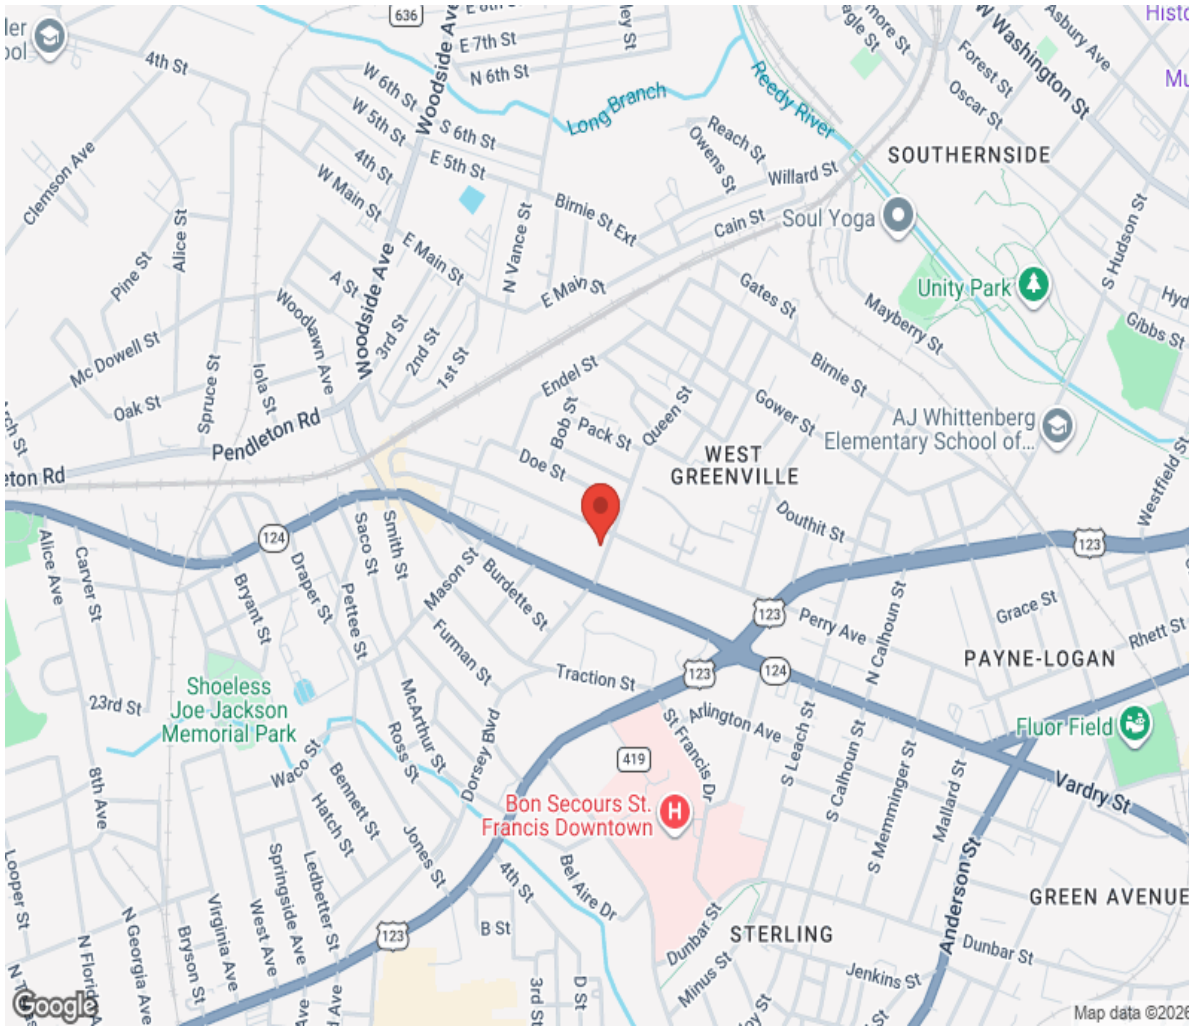 636
E 8th St
E 7th St
N 6th St
4th St
Woodside Ave
W 6th St
W 5th St
S 6th St
4th St
E 5th St
W Main St
Clemson Ave
Long Branch
Reedy River
Reach St
Owens St
Willard St
Cain St
Birnie St Ext
N Vance St
E Main St
E Main St
SOUTHERNSIDE
Soul Yoga
Unity Park
W Washington St
Asbury Ave
Forest St
Oscar St
S Hudson St
Gibbs St
Alice St
Pine St
A St
Woodside Ave
Woodlawn Ave
3rd St
2nd St
1st St
Mc Dowell St
Oak St
Spruce St
Iola St
Pendleton Rd
Gates St
Mayberry St
Birnie St
Gower St
Endel St
Bob St
Pack St
Queen St
Doe St
WEST
GREENVILLE
AJ Whittenberg
Elementary School of...
Westfield St
Douthit St
123
124
Alice Ave
Carver St
Bryant St
Draper St
Pettee St
Saco St
Smith St
Mason St
Burdette St
Furman St
Traction St
123
123
124
Perry Ave
N Calhoun St
Grace St
Rhett St
PAYNE-LOGAN
Fluor Field
Shoeless
Joe Jackson
Memorial Park
23rd St
8th Ave
Waco St
Bennett St
Hatch St
McArthur St
Ross St
Dorsey Blvd
Jones St
419
St Francis Dr
Arlington Ave
S Leach St
S Calhoun St
S Memminger St
Mallard St
Anderson St
Vardry St
Bon Secours St.
Francis Downtown
Bel Aire Dr
4th St
B St
3rd St
D St
Looper St
N Georgia Ave
Virginia Ave
Bryson St
West Ave
Springside Ave
Ledbetter St
123
Dunbar St
STERLING
Minus St
Jenkins St
Dunbar St
GREEN AVENUE
Google
Map data ©2026